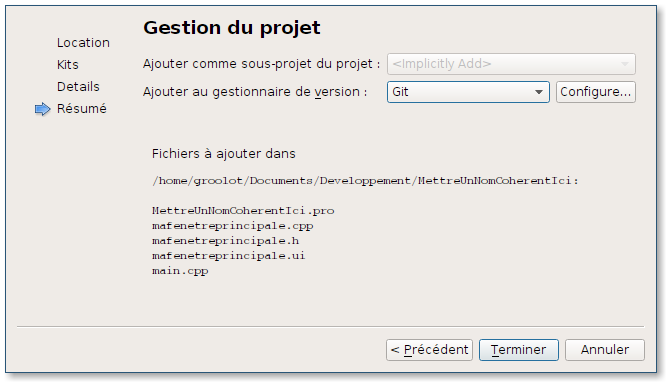 Gestion du projet
Location
Kits
Details
Résumé
Ajouter comme sous-projet du projet :
<Implicitly Add>
Ajouter au gestionnaire de version :
Git
Configure...
Fichiers à ajouter dans
/home/groolot/Documents/Developpement/MettreUnNomCoherentIci:
MettreUnNomCoherentIci.pro
mafenetreprincipale.cpp
mafenetreprincipale.h
mafenetreprincipale.ui
main.cpp
< Précédent
Terminer
Annuler